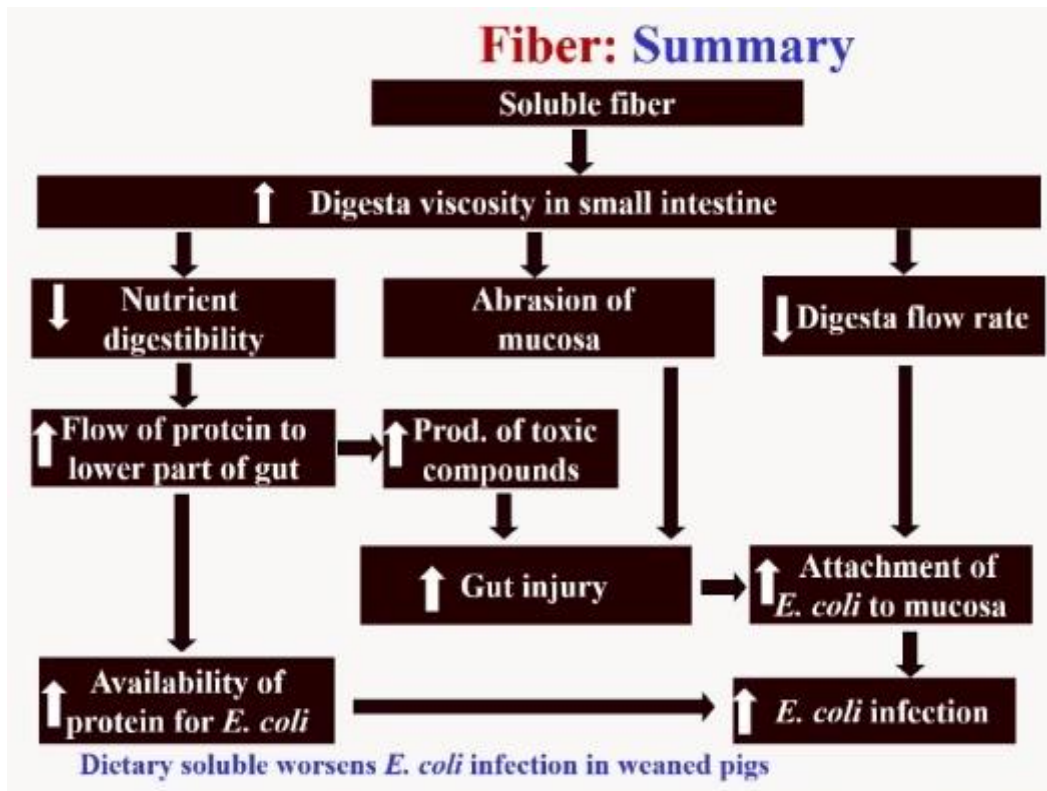 Fiber: Summary
Soluble fiber
Digesta viscosity in small intestine
Nutrient
digestibility
Abrasion of
mucosa
Digesta flow rate
Flow of protein to
lower part of gut
Prod. of toxic
compounds
Gut injury
Attachment of
E. coli to mucosa
Availability of
protein for E. coli
E. coli infection
Dietary soluble worsens E. coli infection in weaned pigs